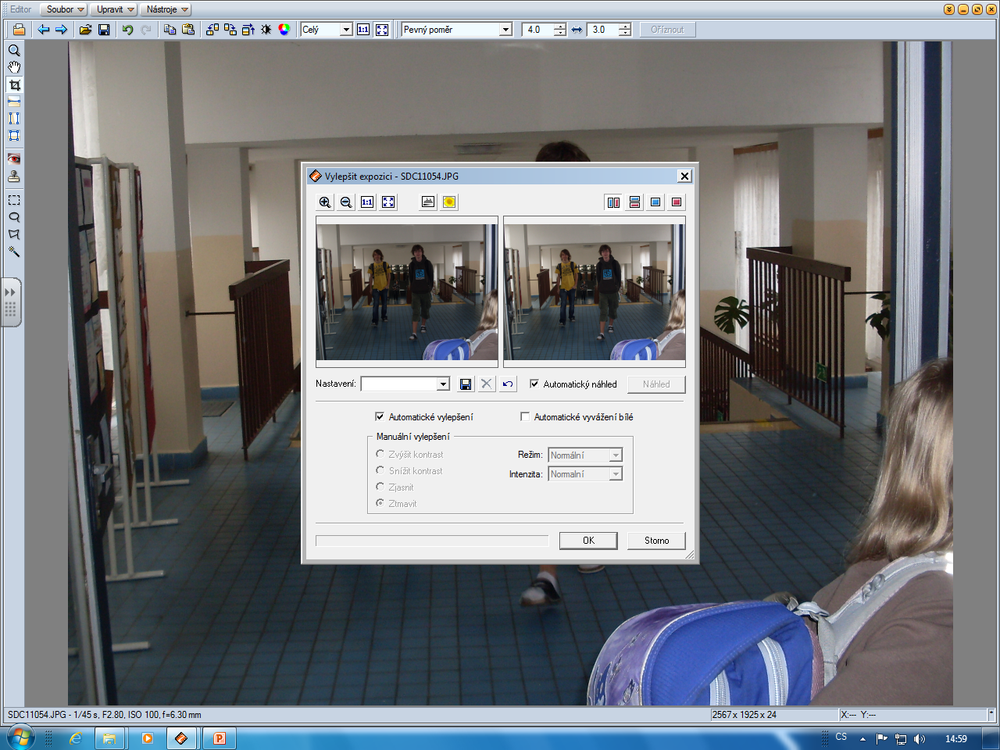 Editor Soubor Upravit Nástroje
Celý 1:1 Pevný poměr 4.0 3.0 Oříznout
Vylepšit expozici - SDC11054.JPG
1:1
Nastavení: Automatický náhled Náhled
Automatické vylepšení Automatické vyvážení bílé
Manuální vylepšení
Zvýšit kontrast Režim: Normální
Snížit kontrast Intenzita: Normalní
Zjasnit
Ztmavit
OK Storno
SDC11054.JPG - 1/45 s, F2.80, ISO 100, f=6.30 mm 2567 x 1925 x 24 X:--- Y:---
CS 14:59